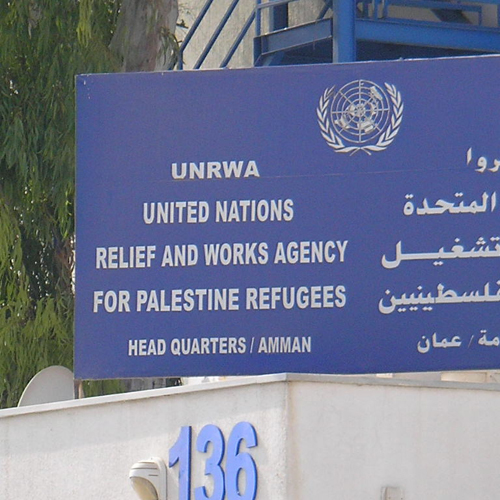 UNRWA
UNITED NATIONS
RELIEF AND WORKS AGENCY
FOR PALESTINE REFUGEES
HEAD QUARTERS / AMMAN
المتحدة
عمان /
136